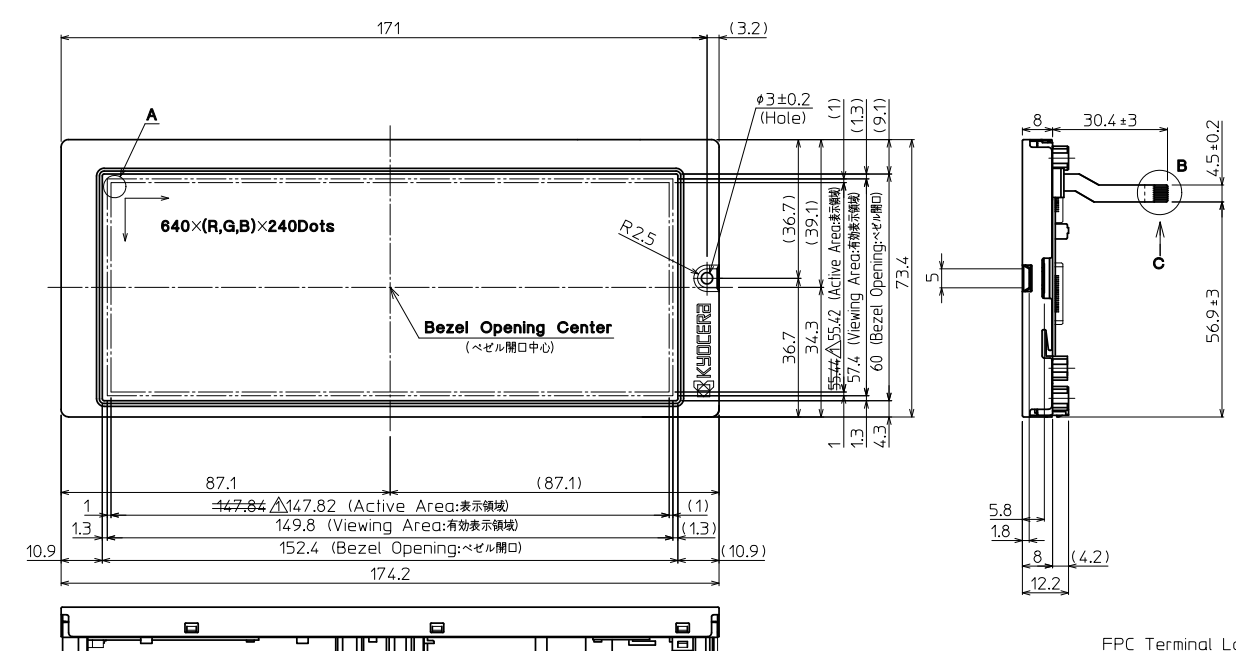 171
(3.2)
A
φ3±0.2
(Hole)
(1)
(1.3)
(9.1)
8
30.4±3
4.5±0.2
B
640×(R,G,B)×240Dots
R2.5
(36.7)
(39.1)
C
5
Bezel Opening Center
(ベゼル開口中心)
KYOCERA
36.7
34.3
55.44 ⚠1 55.42 (Active Area:表示領域)
57.4 (Viewing Area:有効表示領域)
60 (Bezel Opening:ベゼル開口)
73.4
56.9±3
1
1.3
4.3
87.1
(87.1)
1
147.84 ⚠1 147.82 (Active Area:表示領域)
(1)
1.3
149.8 (Viewing Area:有効表示領域)
(1.3)
10.9
152.4 (Bezel Opening:ベゼル開口)
(10.9)
174.2
5.8
1.8
8
(4.2)
12.2
FPC Terminal